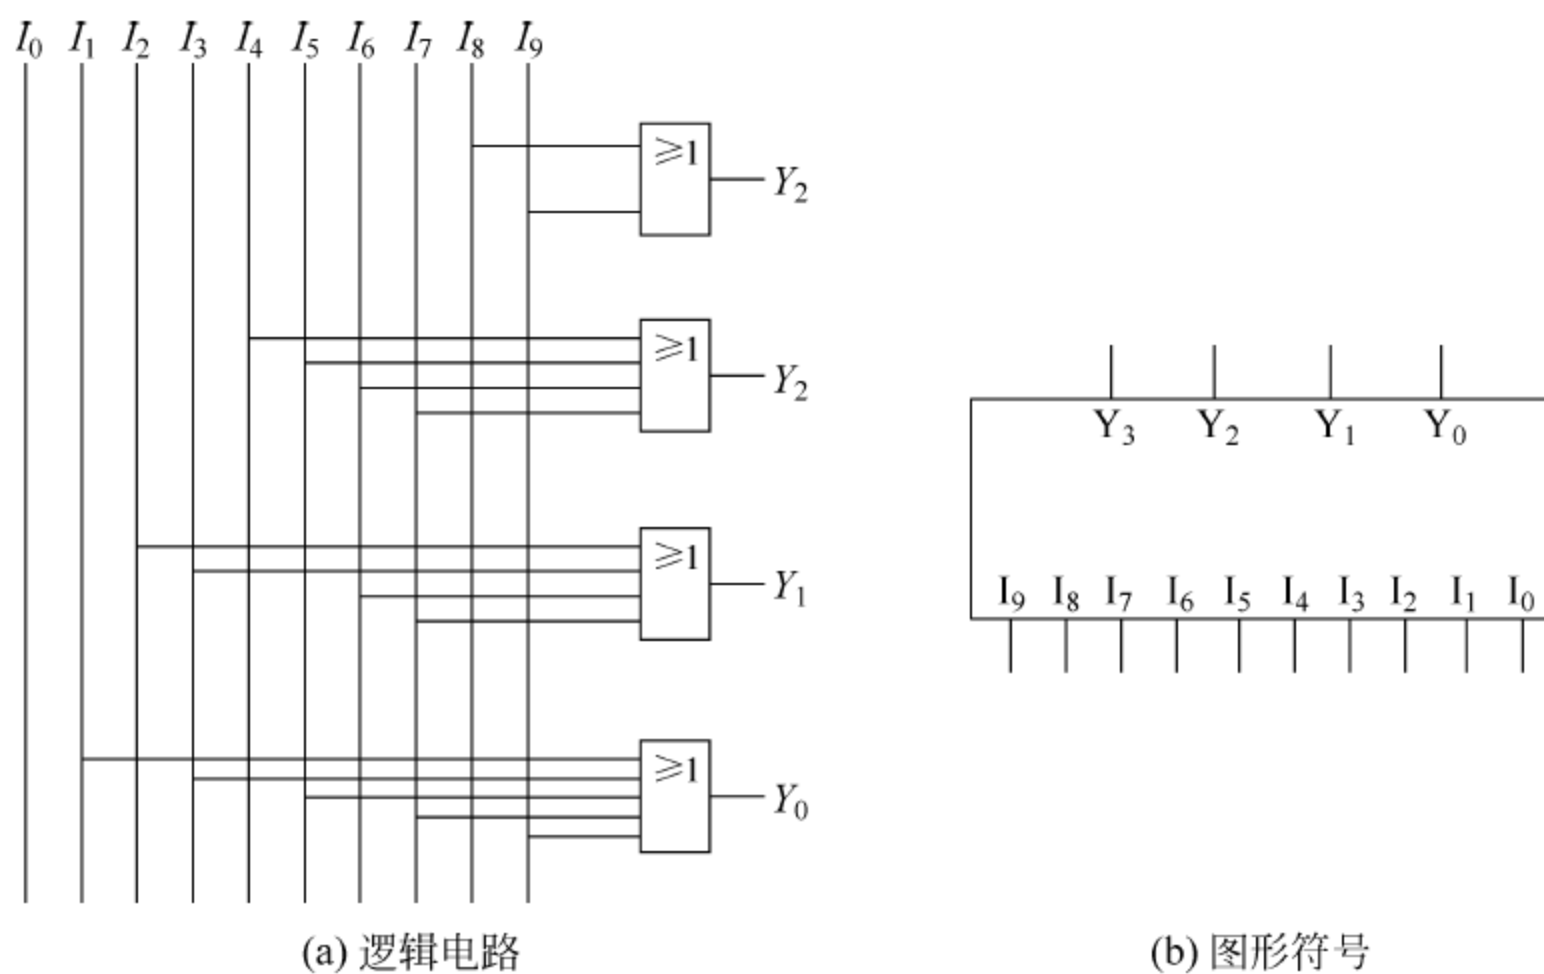 I₀ I₁ I₂ I₃ I₄ I₅ I₆ I₇ I₈ I₉
≥1
Y₂
≥1
Y₂
≥1
Y₁
≥1
Y₀
(a) 逻辑电路
Y₃ Y₂ Y₁ Y₀
I₉ I₈ I₇ I₆ I₅ I₄ I₃ I₂ I₁ I₀
(b) 图形符号